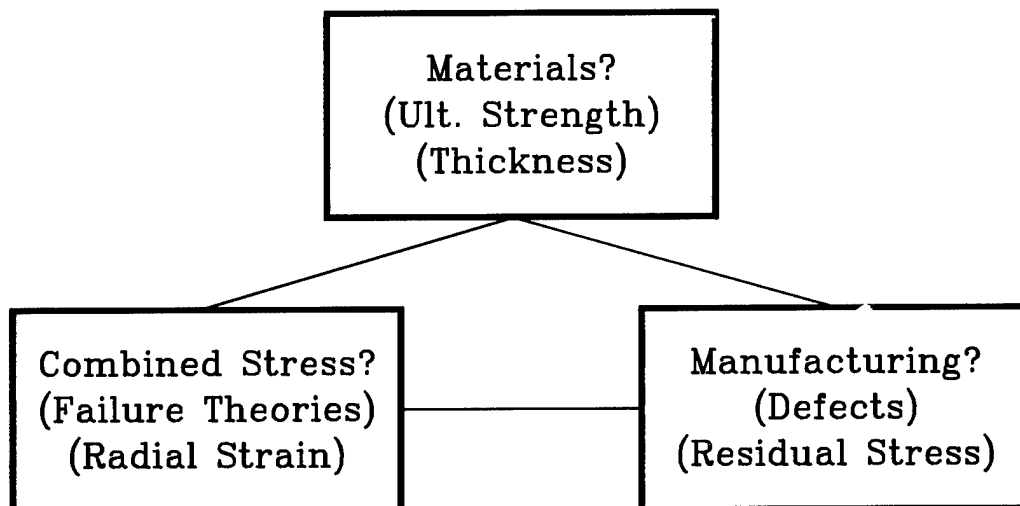 Materials?
(Ult. Strength)
(Thickness)
Combined Stress?
(Failure Theories)
(Radial Strain)
Manufacturing?
(Defects)
(Residual Stress)